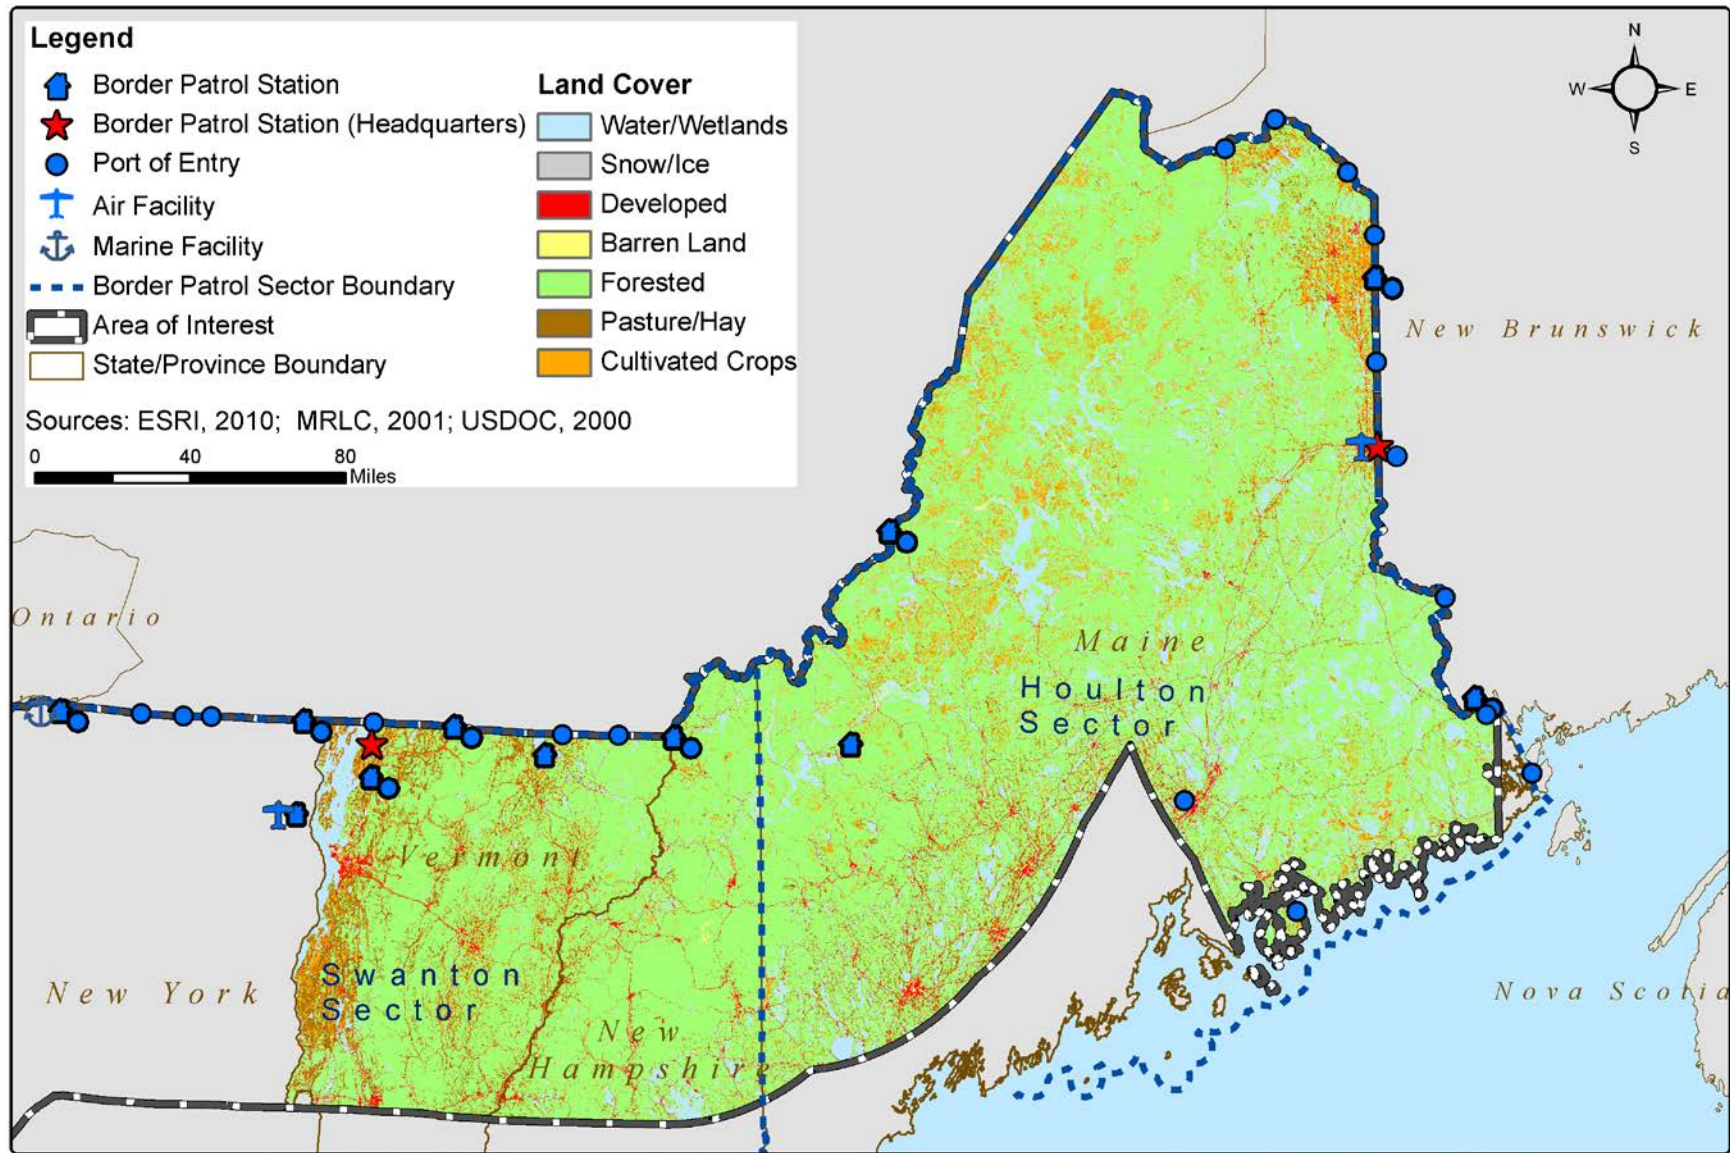 Legend
Border Patrol Station
Border Patrol Station (Headquarters)
Port of Entry
Air Facility
Marine Facility
Border Patrol Sector Boundary
Area of Interest
State/Province Boundary
Land Cover
Water/Wetlands
Snow/Ice
Developed
Barren Land
Forested
Pasture/Hay
Cultivated Crops
Sources: ESRI, 2010; MRLC, 2001; USDOC, 2000
0 40 80
Miles
N
W E
S
New Brunswick
Ontario
Maine
Houlton
Sector
Vermont
Swanton
Sector
New York
New
Hampshire
Nova Scotia